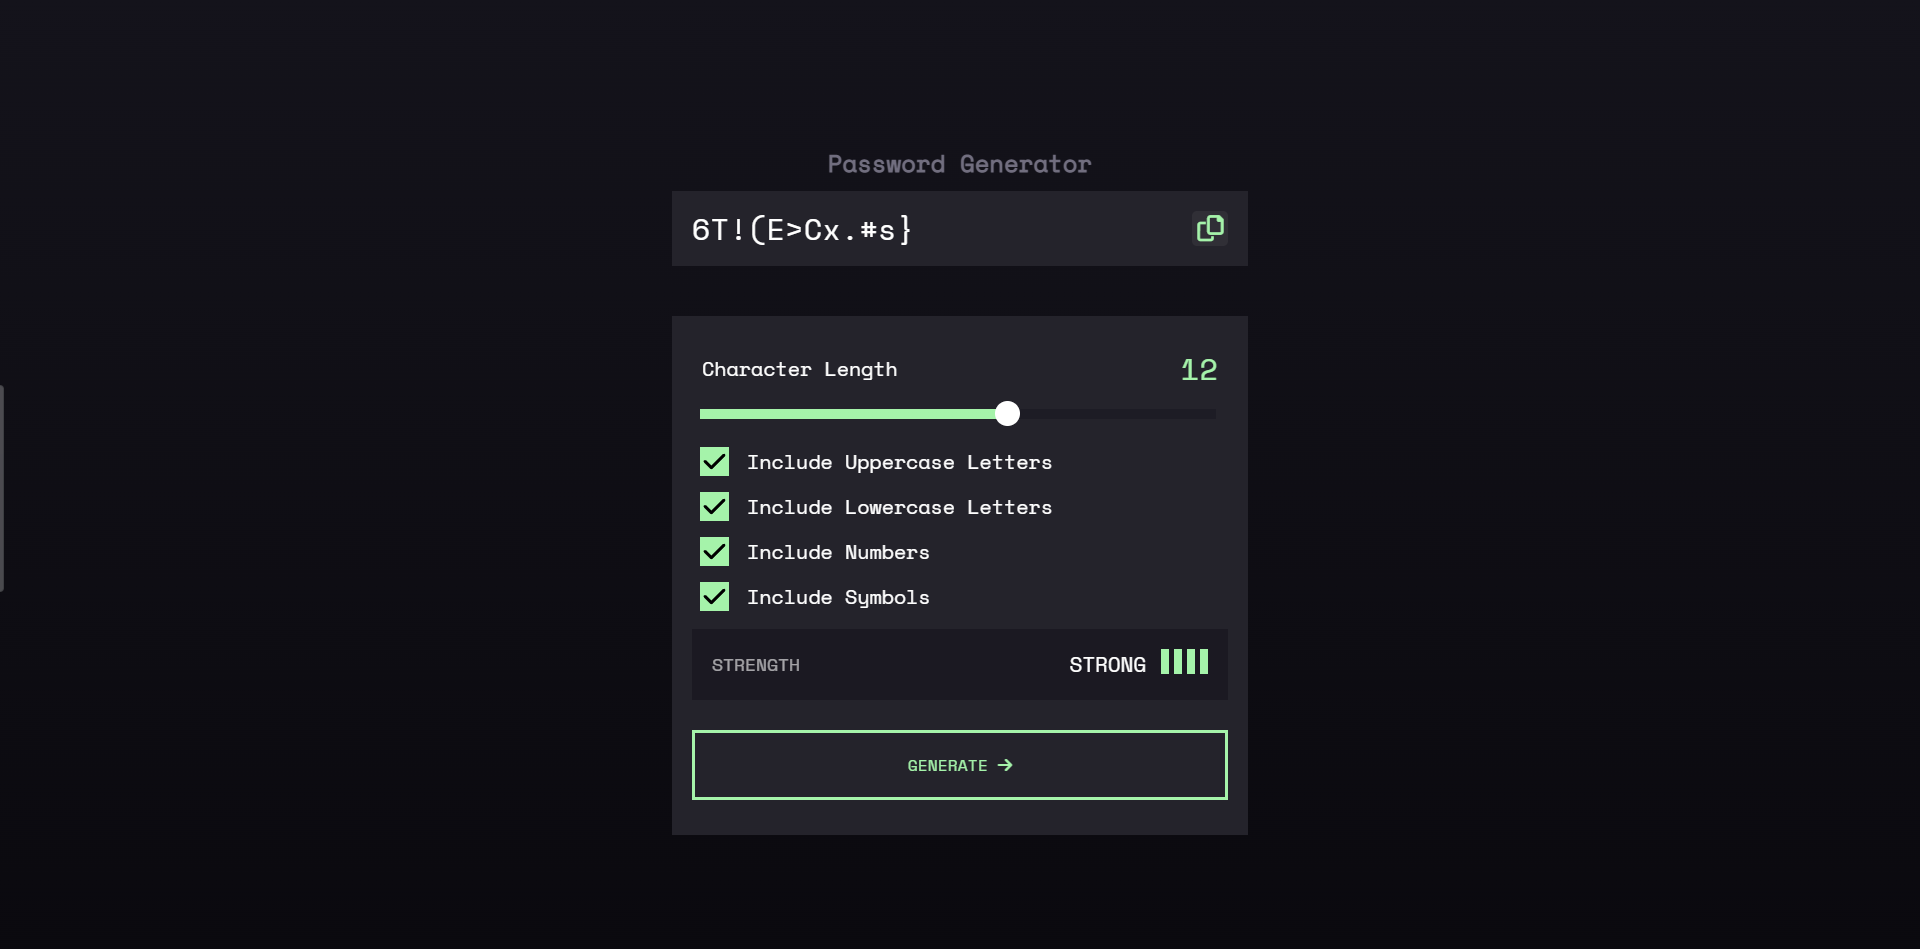 Password Generator
6T!(E>Cx.#s}
Character Length 12
Include Uppercase Letters
Include Lowercase Letters
Include Numbers
Include Symbols
STRENGTH STRONG
GENERATE →